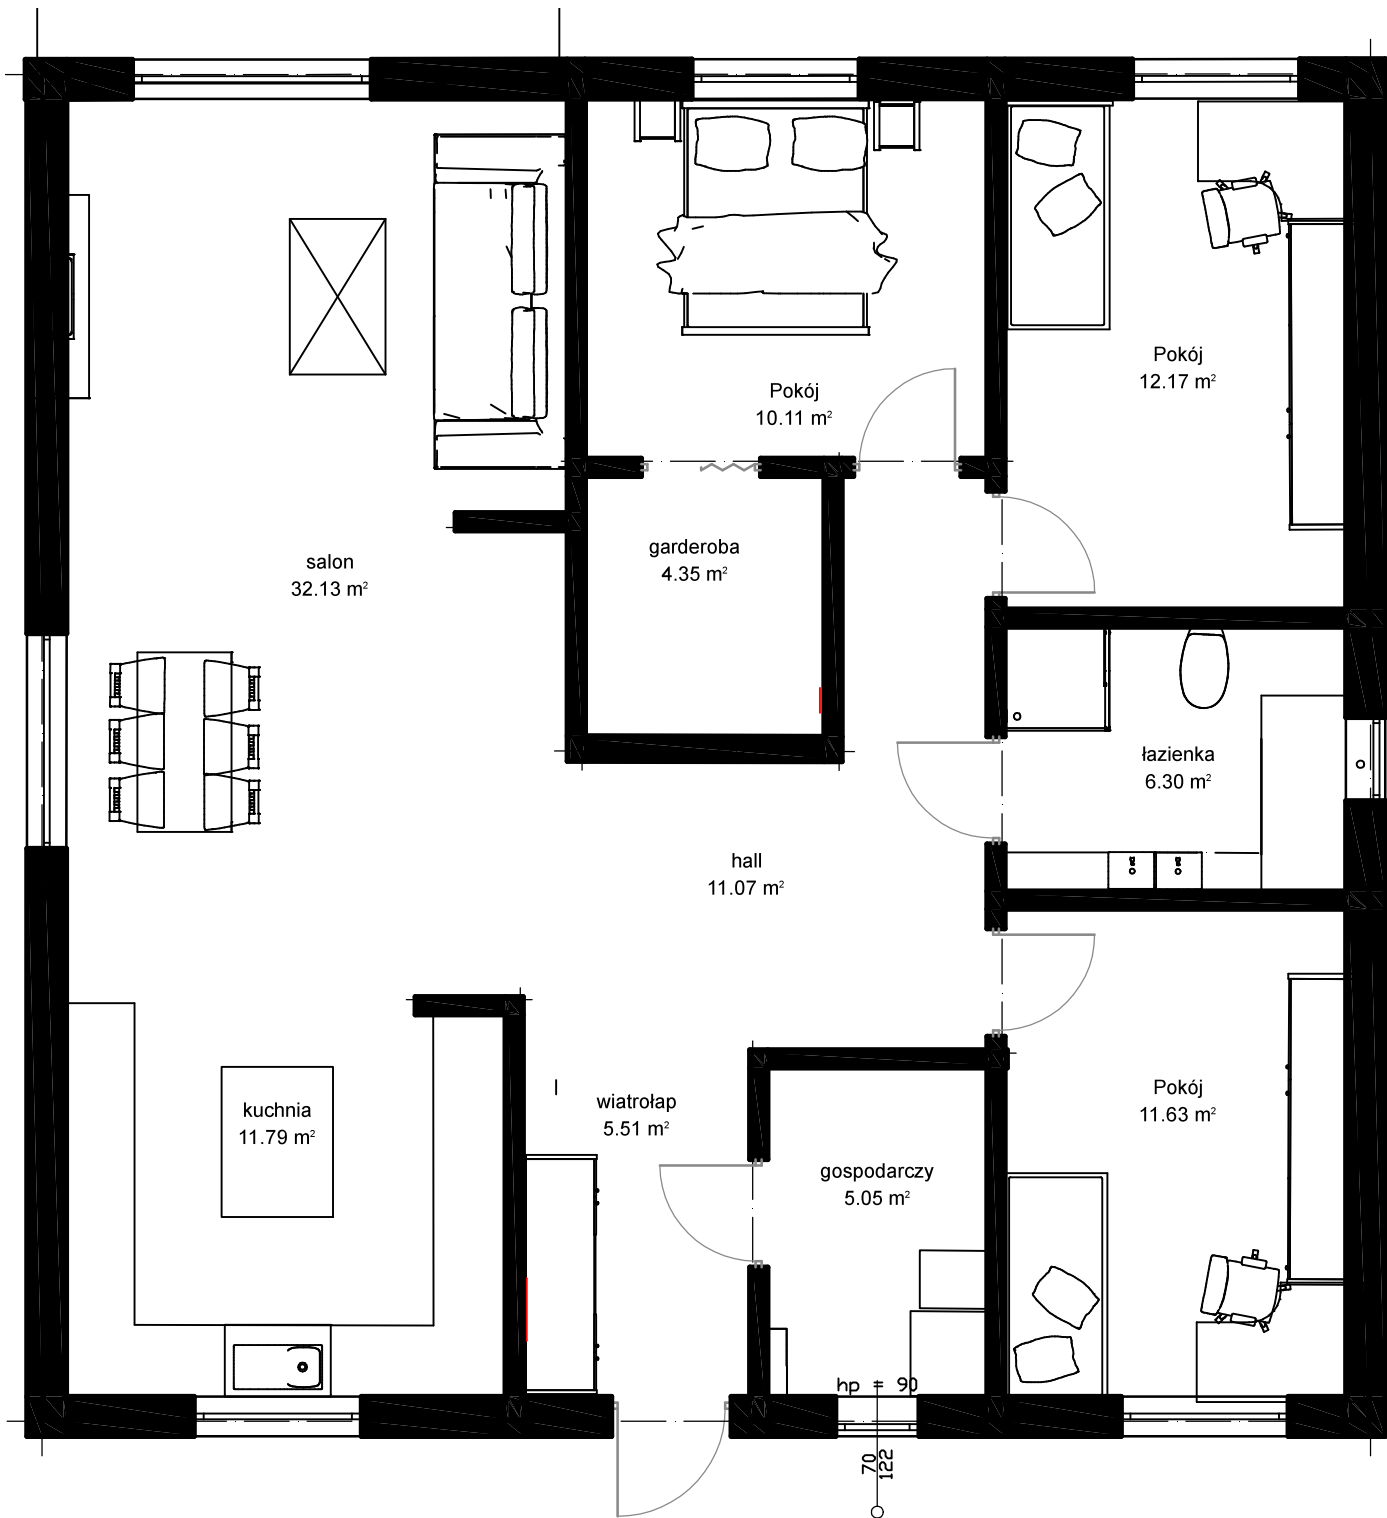 Pokój
12.17 m²
Pokój
10.11 m²
garderoba
4.35 m²
salon
32.13 m²
łazienka
6.30 m²
hall
11.07 m²
Pokój
11.63 m²
kuchnia
11.79 m²
wiatrołap
5.51 m²
gospodarczy
5.05 m²
hp = 90
70
122